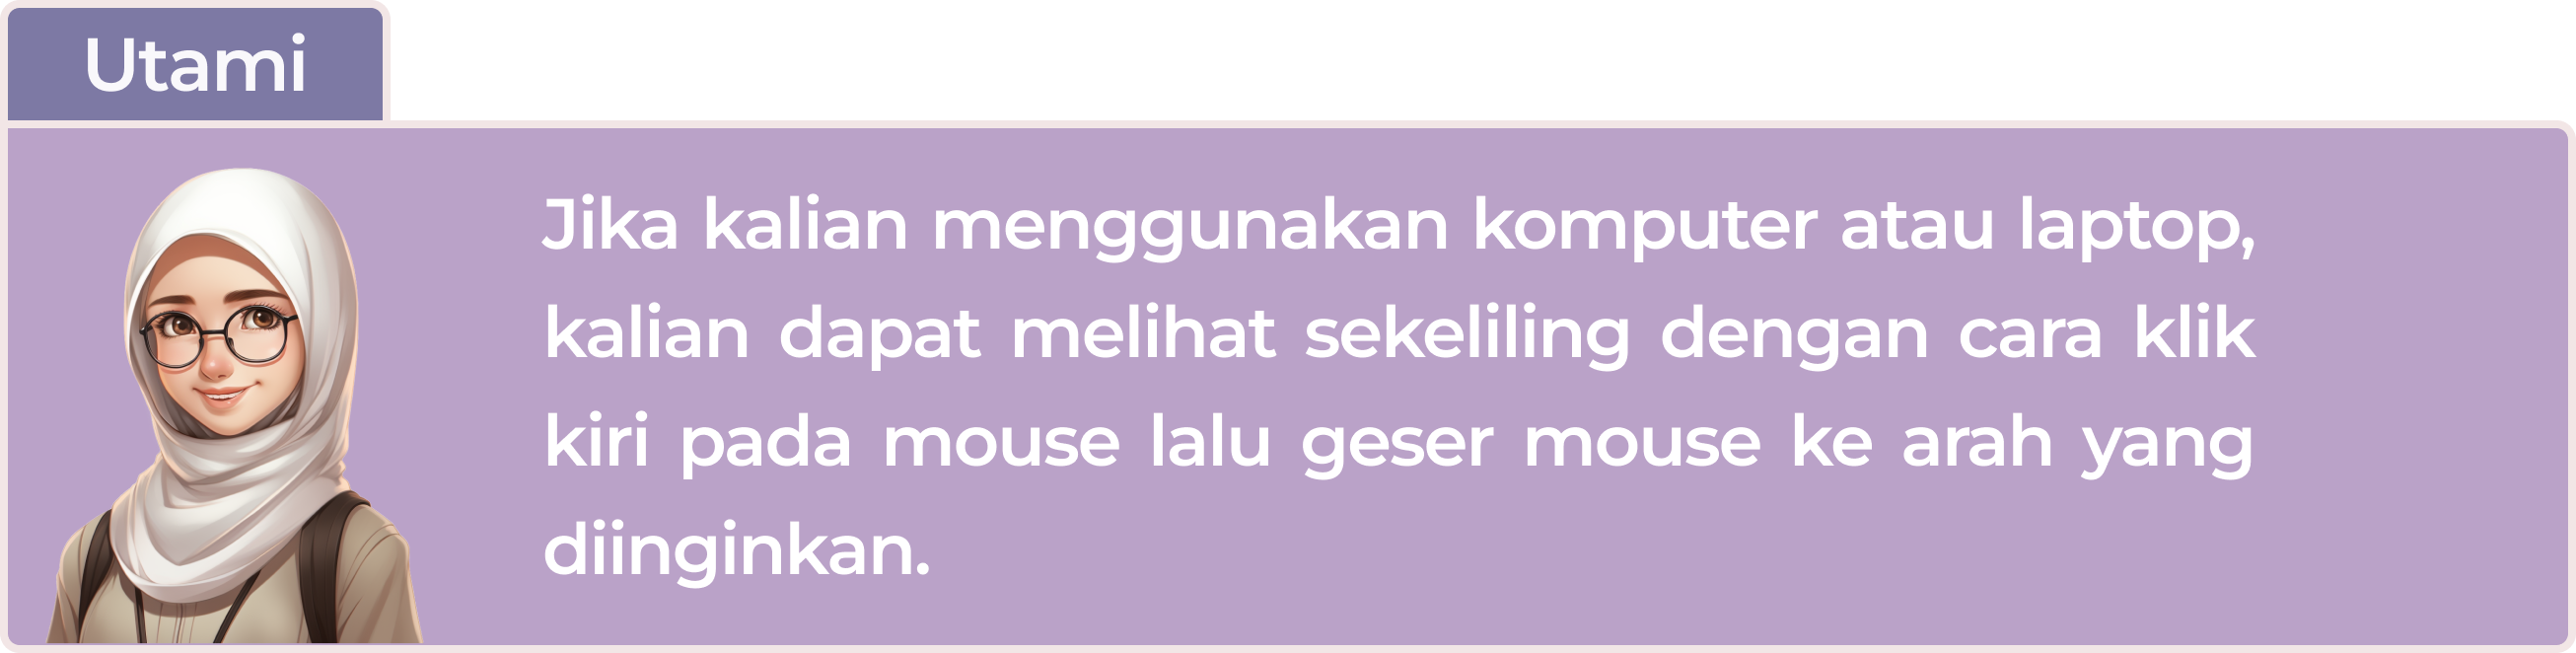 Utami
Jika kalian menggunakan komputer atau laptop,
kalian dapat melihat sekeliling dengan cara klik
kiri pada mouse lalu geser mouse ke arah yang
diinginkan.